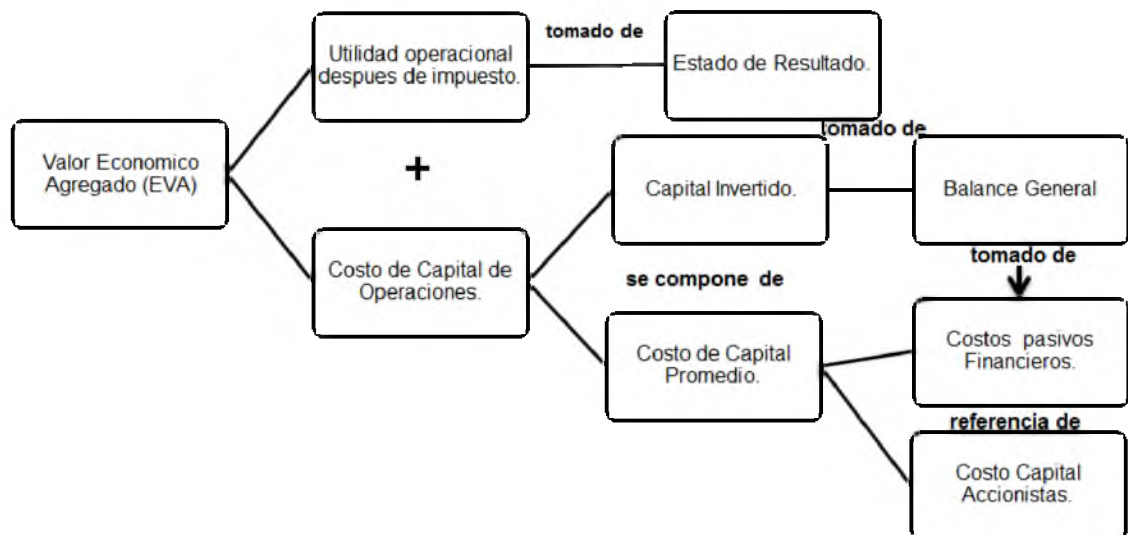 tomado de
Utilidad operacional
despues de impuesto.
Estado de Resultado.
tomado de
Valor Economico
Agregado (EVA)
+
Capital Invertido.
Balance General
tomado de
Costo de Capital de
Operaciones.
se compone de
Costo de Capital
Promedio.
Costos pasivos
Financieros.
referencia de
Costo Capital
Accionistas.